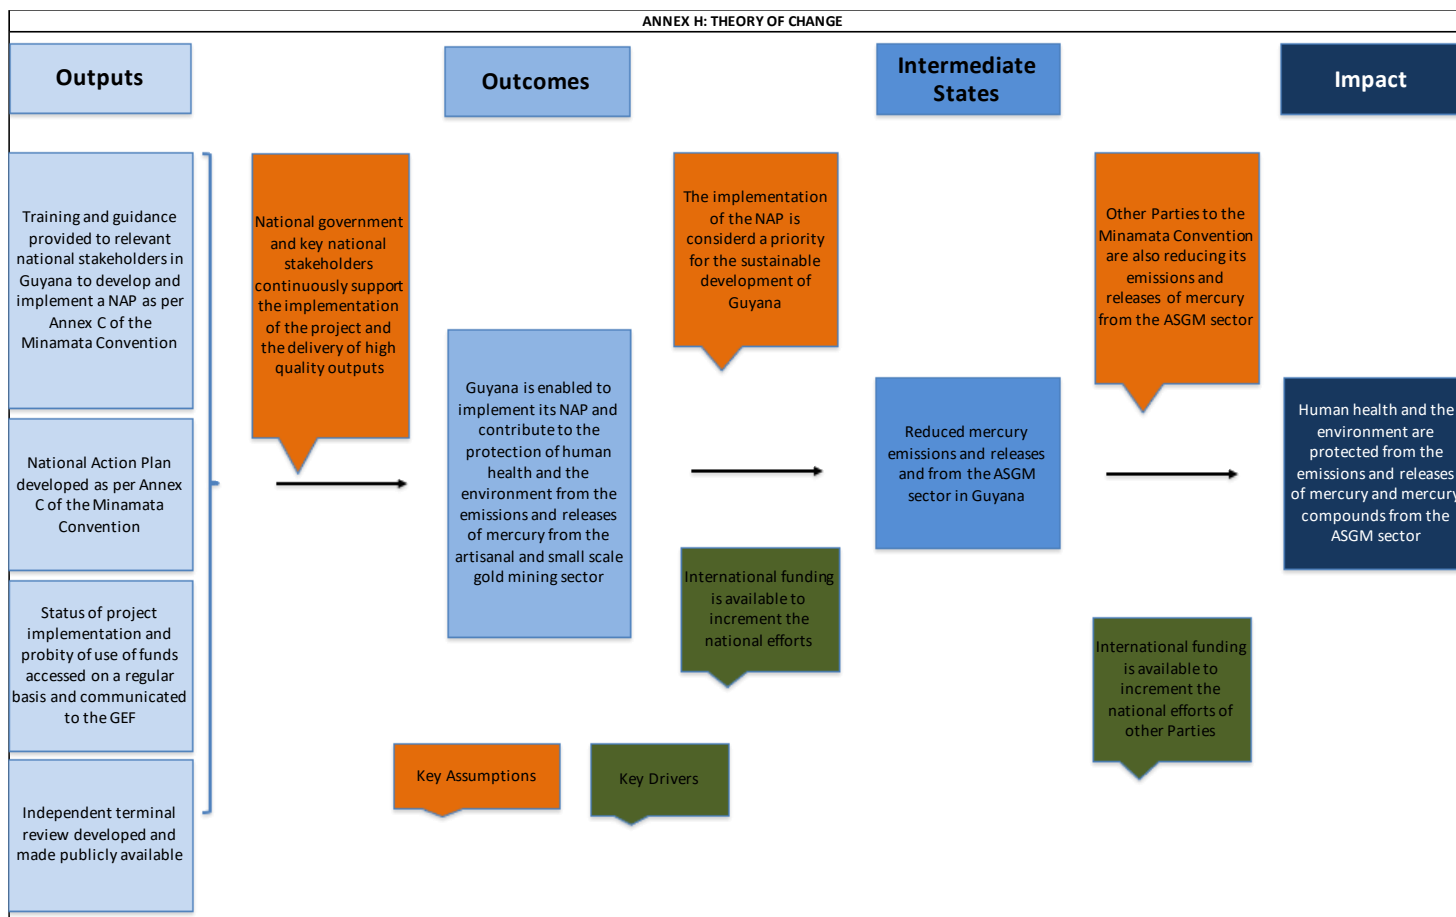 ANNEX H: THEORY OF CHANGE
Outputs
Outcomes
Intermediate
States
Impact
Training and guidance
provided to relevant
national stakeholders in
Guyana to develop and
implement a NAP as per
Annex C of the
Minamata Convention
National Action Plan
developed as per Annex
C of the Minamata
Convention
Status of project
implementation and
probity of use of funds
accessed on a regular
basis and communicated
to the GEF
Independent terminal
review developed and
made publicly available
National government
and key national
stakeholders
continuously support
the implementation
of the project and
the delivery of high
quality outputs
Guyana is enabled to
implement its NAP and
contribute to the
protection of human
health and the
environment from the
emissions and releases
of mercury from the
artisanal and small scale
gold mining sector
The implementation
of the NAP is
considerd a priority
for the sustainable
development of
Guyana
International funding
is available to
increment the
national efforts
Reduced mercury
emissions and releases
and from the ASGM
sector in Guyana
Other Parties to the
Minamata Convention
are also reducing its
emissions and
releases of mercury
from the ASGM sector
International funding
is available to
increment the
national efforts of
other Parties
Human health and the
environment are
protected from the
emissions and releases
of mercury and mercury
compounds from the
ASGM sector
Key Assumptions
Key Drivers